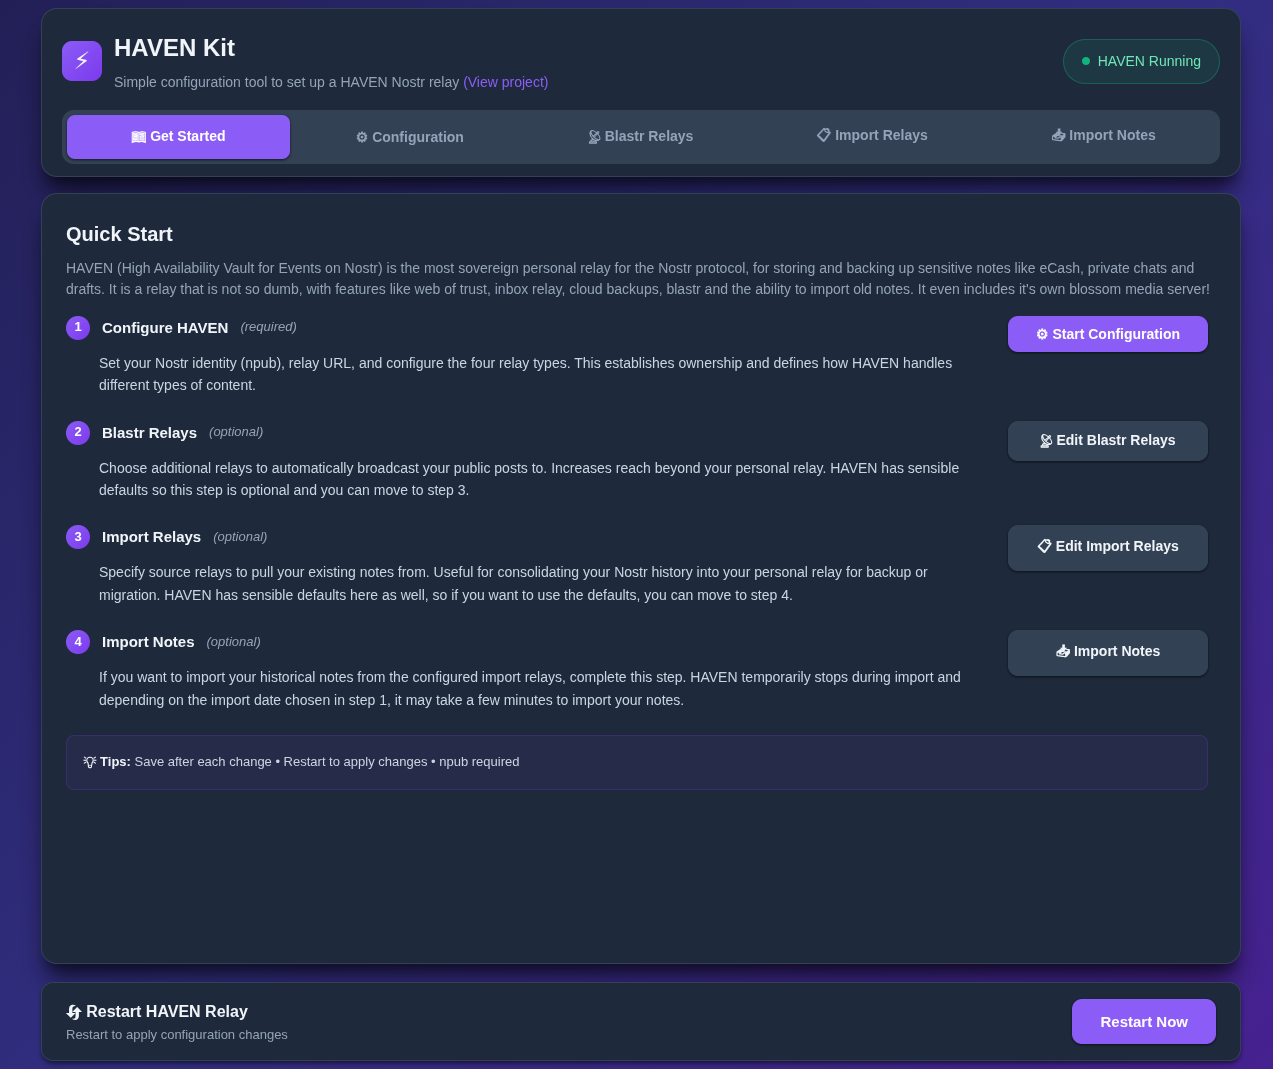 ⚡ HAVEN Kit
Simple configuration tool to set up a HAVEN Nostr relay (View project)
HAVEN Running
📖 Get Started
⚙ Configuration
📡 Blastr Relays
📋 Import Relays
📥 Import Notes
Quick Start
HAVEN (High Availability Vault for Events on Nostr) is the most sovereign personal relay for the Nostr protocol, for storing and backing up sensitive notes like eCash, private chats and
drafts. It is a relay that is not so dumb, with features like web of trust, inbox relay, cloud backups, blastr and the ability to import old notes. It even includes it's own blossom media server!
1 Configure HAVEN (required)
⚙ Start Configuration
Set your Nostr identity (npub), relay URL, and configure the four relay types. This establishes ownership and defines how HAVEN handles
different types of content.
2 Blastr Relays (optional)
📡 Edit Blastr Relays
Choose additional relays to automatically broadcast your public posts to. Increases reach beyond your personal relay. HAVEN has sensible
defaults so this step is optional and you can move to step 3.
3 Import Relays (optional)
📋 Edit Import Relays
Specify source relays to pull your existing notes from. Useful for consolidating your Nostr history into your personal relay for backup or
migration. HAVEN has sensible defaults here as well, so if you want to use the defaults, you can move to step 4.
4 Import Notes (optional)
📥 Import Notes
If you want to import your historical notes from the configured import relays, complete this step. HAVEN temporarily stops during import and
depending on the import date chosen in step 1, it may take a few minutes to import your notes.
💡 Tips: Save after each change • Restart to apply changes • npub required
🔄 Restart HAVEN Relay
Restart to apply configuration changes
Restart Now